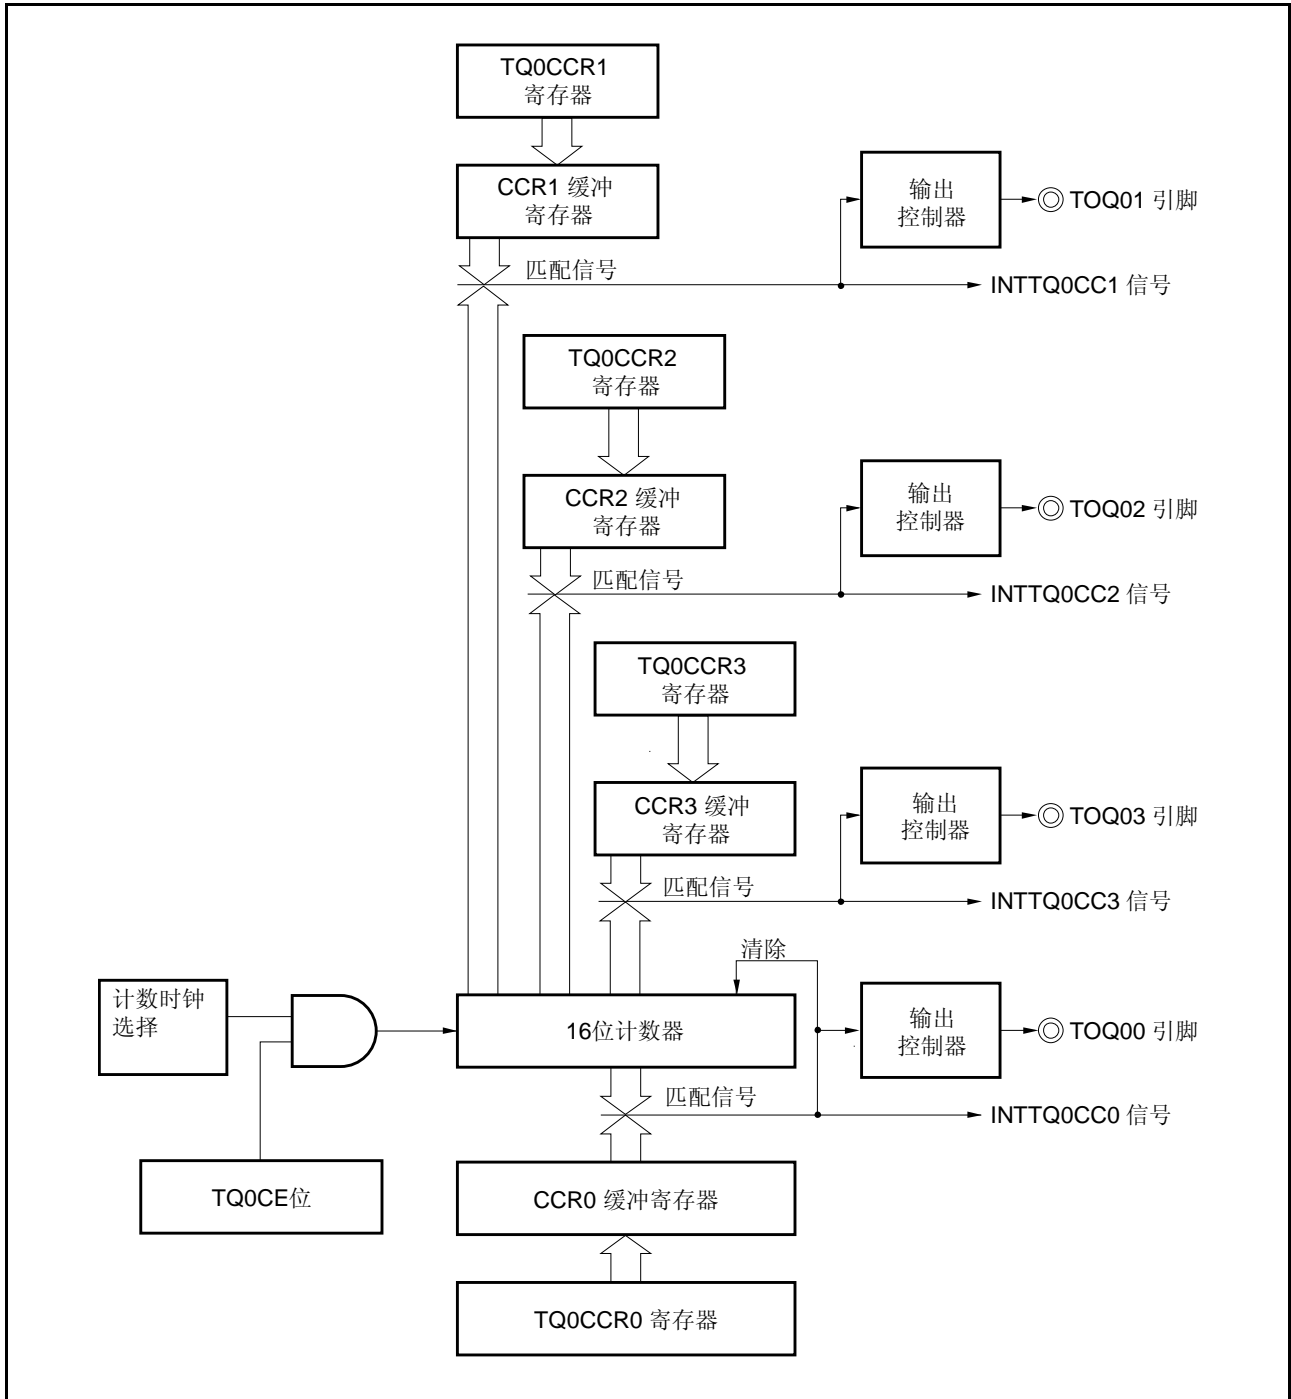 TQ0CCR1
寄存器
CCR1 缓冲
寄存器
输出
控制器
TOQ01 引脚
匹配信号
INTTQ0CC1 信号
TQ0CCR2
寄存器
CCR2 缓冲
寄存器
输出
控制器
TOQ02 引脚
匹配信号
INTTQ0CC2 信号
TQ0CCR3
寄存器
CCR3 缓冲
寄存器
输出
控制器
TOQ03 引脚
匹配信号
INTTQ0CC3 信号
清除
计数时钟
选择
16位计数器
输出
控制器
TOQ00 引脚
匹配信号
INTTQ0CC0 信号
TQ0CE位
CCR0 缓冲寄存器
TQ0CCR0 寄存器